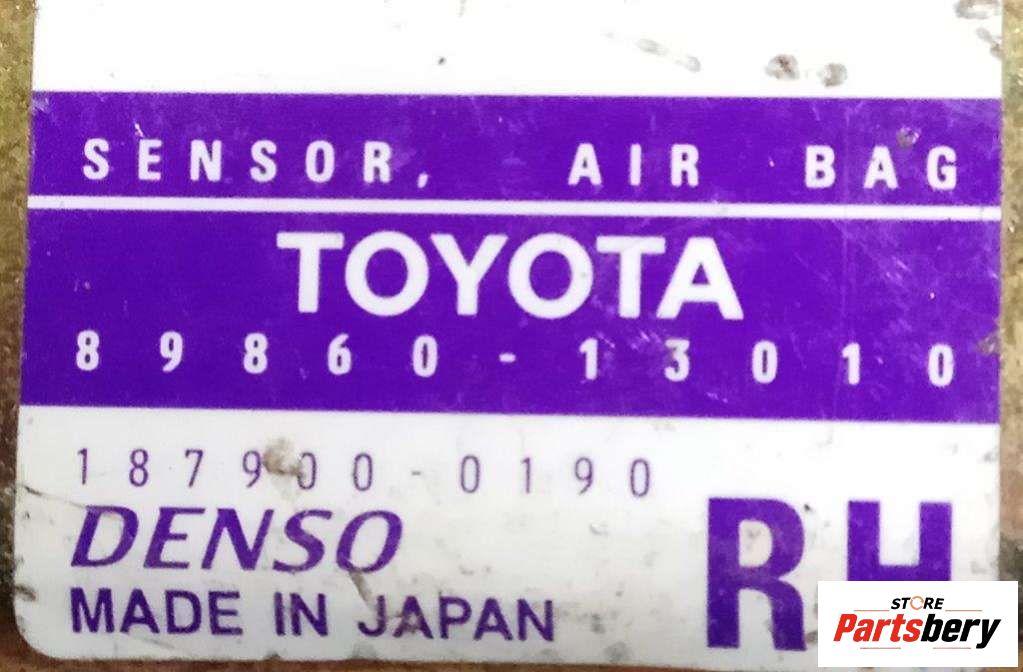 SENSOR, AIR BAG
TOYOTA
89860-13010
187900-0190
DENSO
RH
MADE IN JAPAN
STORE
Partsbery